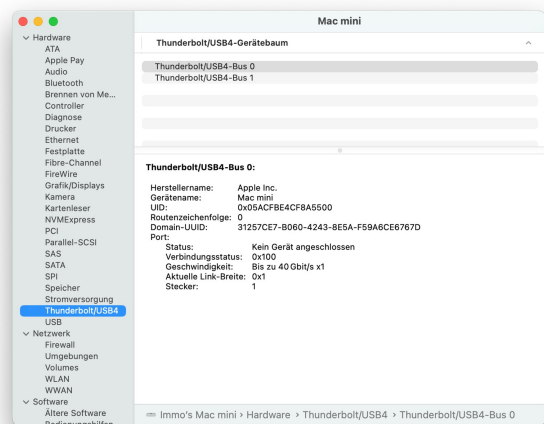 Mac mini
Hardware
ATA
Apple Pay
Audio
Bluetooth
Brennen von Me...
Controller
Diagnose
Drucker
Ethernet
Festplatte
Fibre-Channel
FireWire
Grafik/Displays
Kamera
Kartenleser
NVMExpress
PCI
Parallel-SCSI
SAS
SATA
SPI
Speicher
Stromversorgung
Thunderbolt/USB4
USB
Netzwerk
Firewall
Umgebungen
Volumes
WLAN
WWAN
Software
Ältere Software
Bedienungshilfen
Thunderbolt/USB4-Gerätebaum
Thunderbolt/USB4-Bus 0
Thunderbolt/USB4-Bus 1
Thunderbolt/USB4-Bus 0:
Herstellername: Apple Inc.
Gerätename: Mac mini
UID: 0x05ACFBE4CF8A5500
Routenzeichenfolge: 0
Domain-UUID: 31257CE7-B060-4243-8E5A-F59A6CE6767D
Port:
Status: Kein Gerät angeschlossen
Verbindungsstatus: 0x100
Geschwindigkeit: Bis zu 40 Gbit/s x1
Aktuelle Link-Breite: 0x1
Stecker: 1
Immo's Mac mini › Hardware › Thunderbolt/USB4 › Thunderbolt/USB4-Bus 0